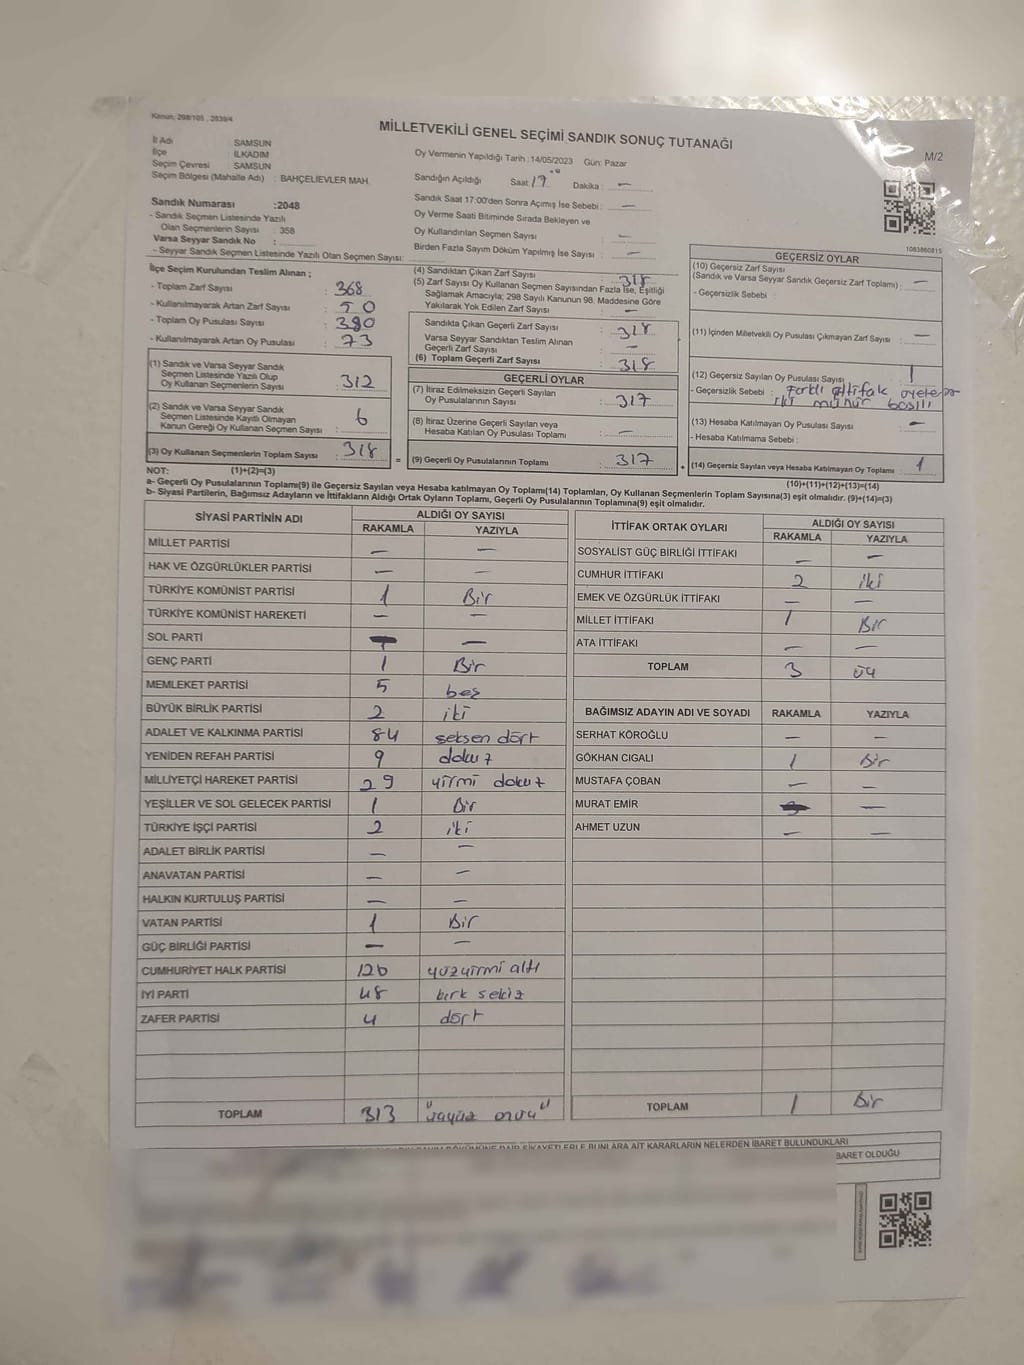 Kanun, 298/105 , 2839/4
MİLLETVEKİLİ GENEL SEÇİMİ SANDIK SONUÇ TUTANAĞI
M/2
İl Adı : SAMSUN
İlçe : İLKADIM
Seçim Çevresi : SAMSUN
Seçim Bölgesi (Mahalle Adı) : BAHÇELİEVLER MAH.
Sandık Numarası :2048
- Sandık Seçmen Listesinde Yazılı
Olan Seçmenlerin Sayısı : 358
Varsa Seyyar Sandık No :
- Seyyar Sandık Seçmen Listesinde Yazılı Olan Seçmen Sayısı:
Oy Vermenin Yapıldığı Tarih :14/05/2023 Gün: Pazar
Sandığın Açıldığı Saat 17 Dakika : —
Sandık Saat 17:00'den Sonra Açımış İse Sebebi : —
Oy Verme Saati Bitiminde Sırada Bekleyen ve
Oy Kullandırılan Seçmen Sayısı : —
Birden Fazla Sayım Döküm Yapılmış İse Sayısı : —
1083860815
İlçe Seçim Kurulundan Teslim Alınan ;
- Toplam Zarf Sayısı : 368
- Kullanılmayarak Artan Zarf Sayısı : 50
- Toplam Oy Pusulası Sayısı : 390
- Kullanılmayarak Artan Oy Pusulası : 73
(1) Sandık ve Varsa Seyyar Sandık
Seçmen Listesinde Yazılı Olup
Oy Kullanan Seçmenlerin Sayısı : 312
(2) Sandık ve Varsa Seyyar Sandık
Seçmen Listesinde Kayıtlı Olmayan
Kanun Gereği Oy Kullanan Seçmen Sayısı : 6
(3) Oy Kullanan Seçmenlerin Toplam Sayısı : 318
(4) Sandıktan Çıkan Zarf Sayısı : 318
(5) Zarf Sayısı Oy Kullanan Seçmen Sayısından Fazla İse, Eşitliği
Sağlamak Amacıyla; 298 Sayılı Kanunun 98. Maddesine Göre
Yakılarak Yok Edilen Zarf Sayısı : —
Sandıkta Çıkan Geçerli Zarf Sayısı : 318
Varsa Seyyar Sandıktan Teslim Alınan
Geçerli Zarf Sayısı : —
(6) Toplam Geçerli Zarf Sayısı : 318
GEÇERLİ OYLAR
(7) İtiraz Edilmeksizin Geçerli Sayılan
Oy Pusulalarının Sayısı : 317
(8) İtiraz Üzerine Geçerli Sayılan veya
Hesaba Katılan Oy Pusulası Toplamı : —
= (9) Geçerli Oy Pusulalarının Toplamı : 317
GEÇERSİZ OYLAR
(10) Geçersiz Zarf Sayısı
(Sandık ve Varsa Seyyar Sandık Geçersiz Zarf Toplamı) : —
- Geçersizlik Sebebi :
(11) İçinden Milletvekili Oy Pusulası Çıkmayan Zarf Sayısı : —
(12) Geçersiz Sayılan Oy Pusulası Sayısı : 1
- Geçersizlik Sebebi : Farklı ittifak
iki mühür basılı
(13) Hesaba Katılmayan Oy Pusulası Sayısı : —
- Hesaba Katılmama Sebebi :
+ (14) Geçersiz Sayılan veya Hesaba Katılmayan Oy Toplamı : 1
NOT: (1)+(2)=(3) (10)+(11)+(12)+(13)=(14)
a- Geçerli Oy Pusulalarının Toplamı(9) ile Geçersiz Sayılan veya Hesaba katılmayan Oy Toplamı(14) Toplamları, Oy Kullanan Seçmenlerin Toplam Sayısına(3) eşit olmalıdır. (9)+(14)=(3)
b- Siyasi Partilerin, Bağımsız Adayların ve İttifakların Aldığı Ortak Oyların Toplamı, Geçerli Oy Pusulalarının Toplamına(9) eşit olmalıdır.
SİYASİ PARTİNİN ADI ALDIĞI OY SAYISI
RAKAMLA YAZIYLA
MİLLET PARTİSİ — —
HAK VE ÖZGÜRLÜKLER PARTİSİ — —
TÜRKİYE KOMÜNİST PARTİSİ 1 Bir
TÜRKİYE KOMÜNİST HAREKETİ — —
SOL PARTİ — —
GENÇ PARTİ 1 Bir
MEMLEKET PARTİSİ 5 beş
BÜYÜK BİRLİK PARTİSİ 2 iki
ADALET VE KALKINMA PARTİSİ 84 seksen dört
YENİDEN REFAH PARTİSİ 9 dokuz
MİLLİYETÇİ HAREKET PARTİSİ 29 yirmi dokuz
YEŞİLLER VE SOL GELECEK PARTİSİ 1 Bir
TÜRKİYE İŞÇİ PARTİSİ 2 iki
ADALET BİRLİK PARTİSİ — —
ANAVATAN PARTİSİ — —
HALKIN KURTULUŞ PARTİSİ — —
VATAN PARTİSİ 1 Bir
GÜÇ BİRLİĞİ PARTİSİ — —
CUMHURİYET HALK PARTİSİ 126 yüzyirmi altı
İYİ PARTİ 48 kırk sekiz
ZAFER PARTİSİ 4 dört
TOPLAM 313
İTTİFAK ORTAK OYLARI ALDIĞI OY SAYISI
RAKAMLA YAZIYLA
SOSYALİST GÜÇ BİRLİĞİ İTTİFAKI — —
CUMHUR İTTİFAKI 2 iki
EMEK VE ÖZGÜRLÜK İTTİFAKI — —
MİLLET İTTİFAKI 1 Bir
ATA İTTİFAKI — —
TOPLAM 3 üç
BAĞIMSIZ ADAYIN ADI VE SOYADI RAKAMLA YAZIYLA
SERHAT KÖROĞLU — —
GÖKHAN CIGALI 1 Bir
MUSTAFA ÇOBAN — —
MURAT EMİR —
AHMET UZUN — —
TOPLAM 1 Bir
DAİR ŞİKAYETLERLE BUNLARA AİT KARARLARIN NELERDEN İBARET BULUNDUKLARI
İBARET OLDUĞU